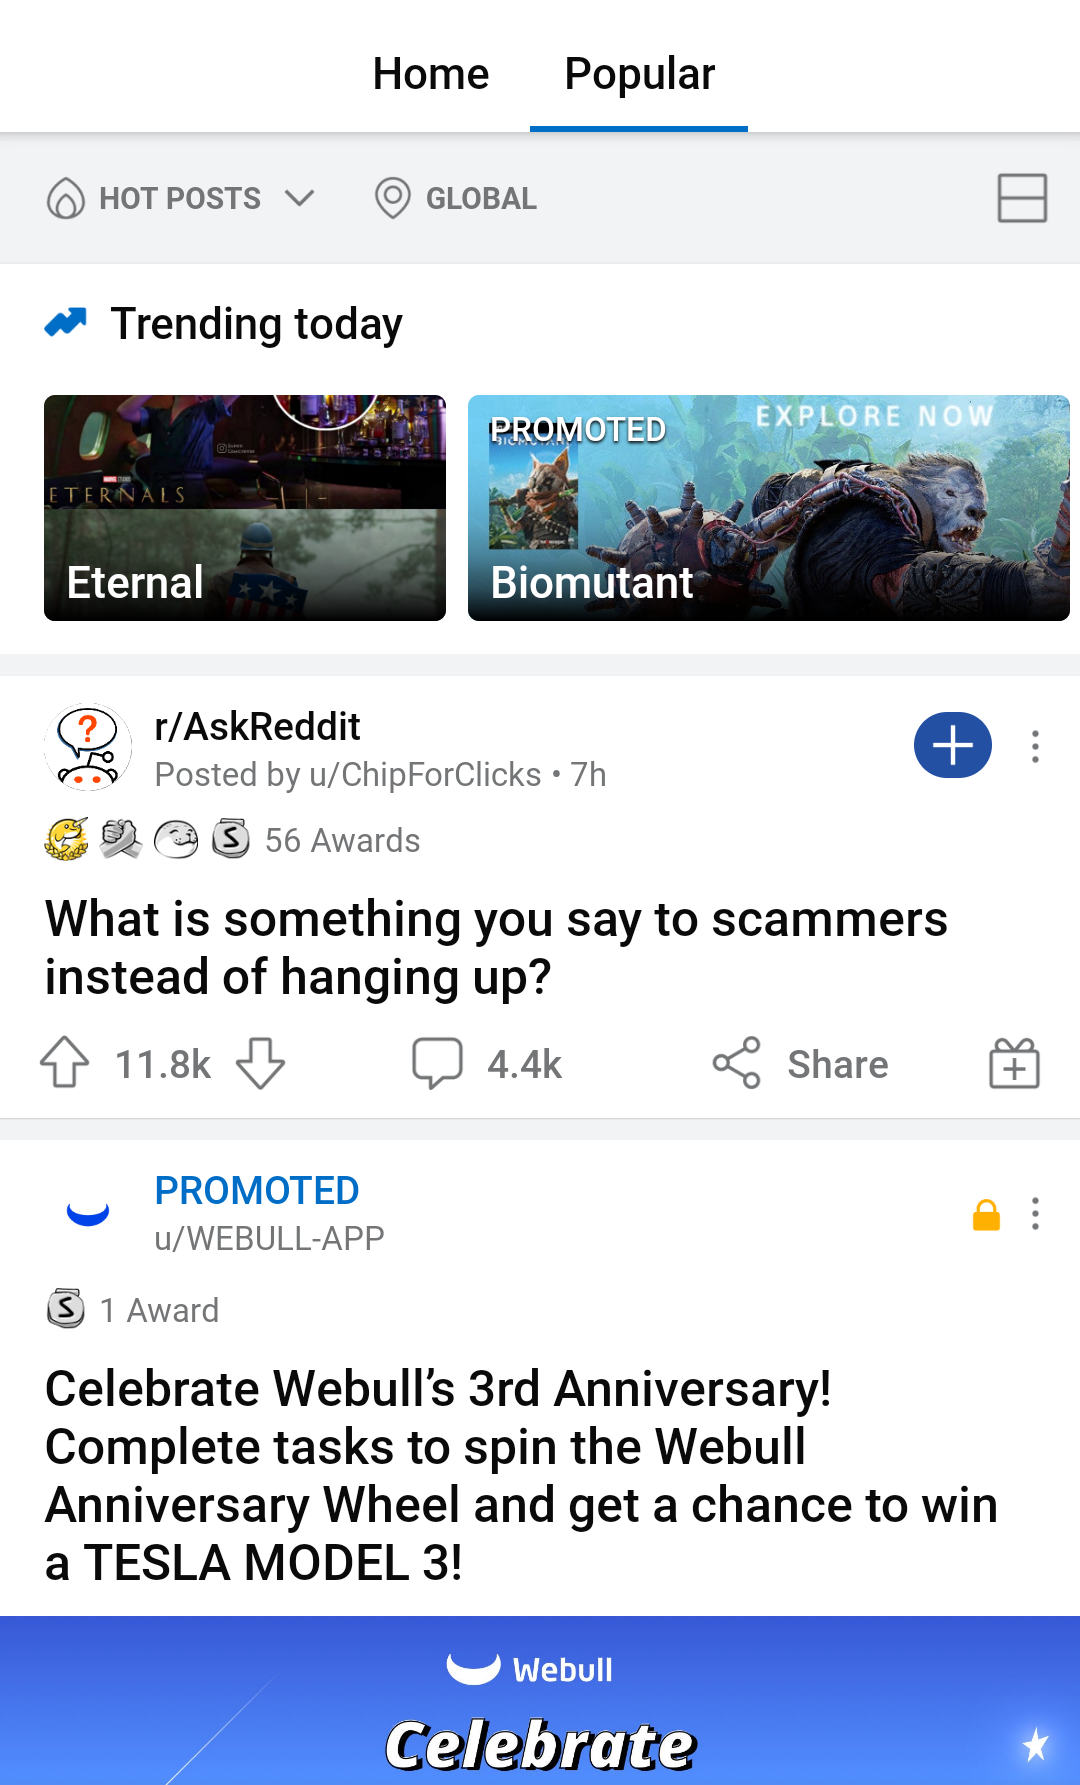 Home Popular
HOT POSTS GLOBAL
Trending today
ETERNALS
Eternal
PROMOTED
EXPLORE NOW
BIOMUTANT
Biomutant
r/AskReddit
Posted by u/ChipForClicks • 7h
56 Awards
What is something you say to scammers
instead of hanging up?
11.8k 4.4k Share
PROMOTED
u/WEBULL-APP
1 Award
Celebrate Webull’s 3rd Anniversary!
Complete tasks to spin the Webull
Anniversary Wheel and get a chance to win
a TESLA MODEL 3!
Webull
Celebrate